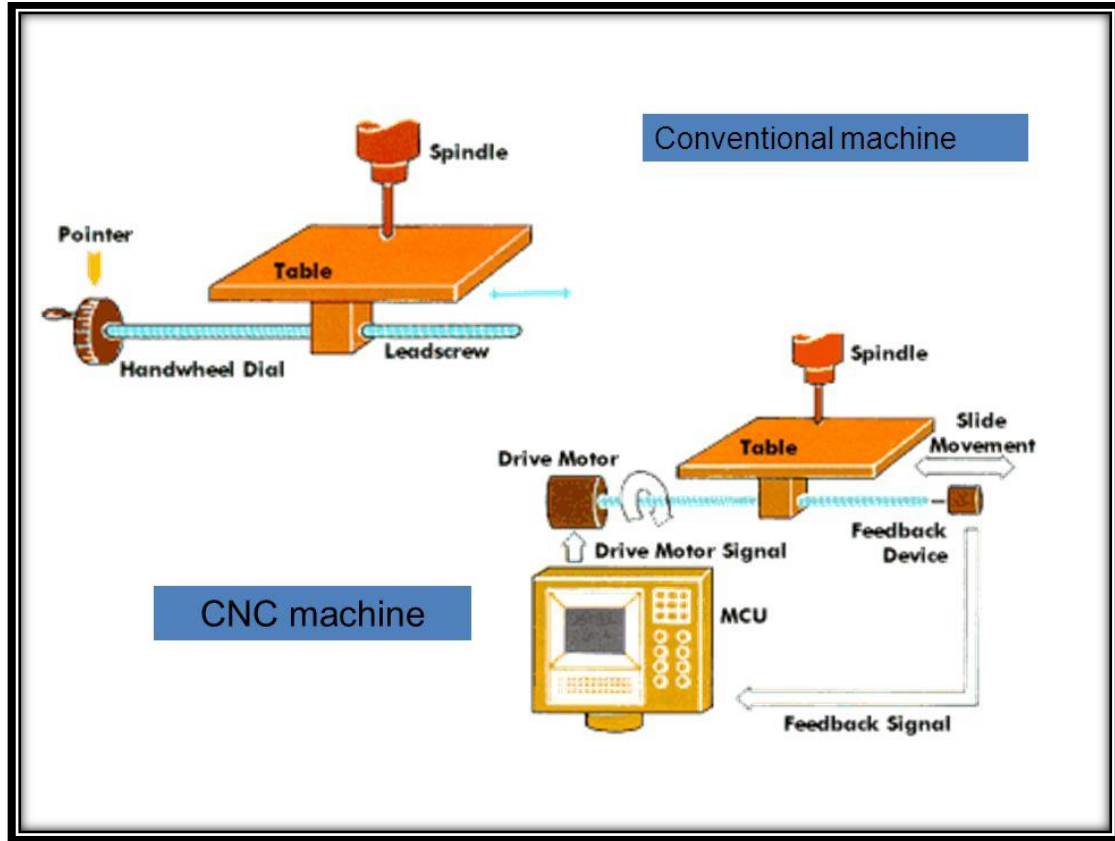 Conventional machine
Spindle
Pointer
Table
Leadscrew
Handwheel Dial
Spindle
Slide
Movement
Table
Drive Motor
Feedback
Device
Drive Motor Signal
CNC machine
MCU
Feedback Signal